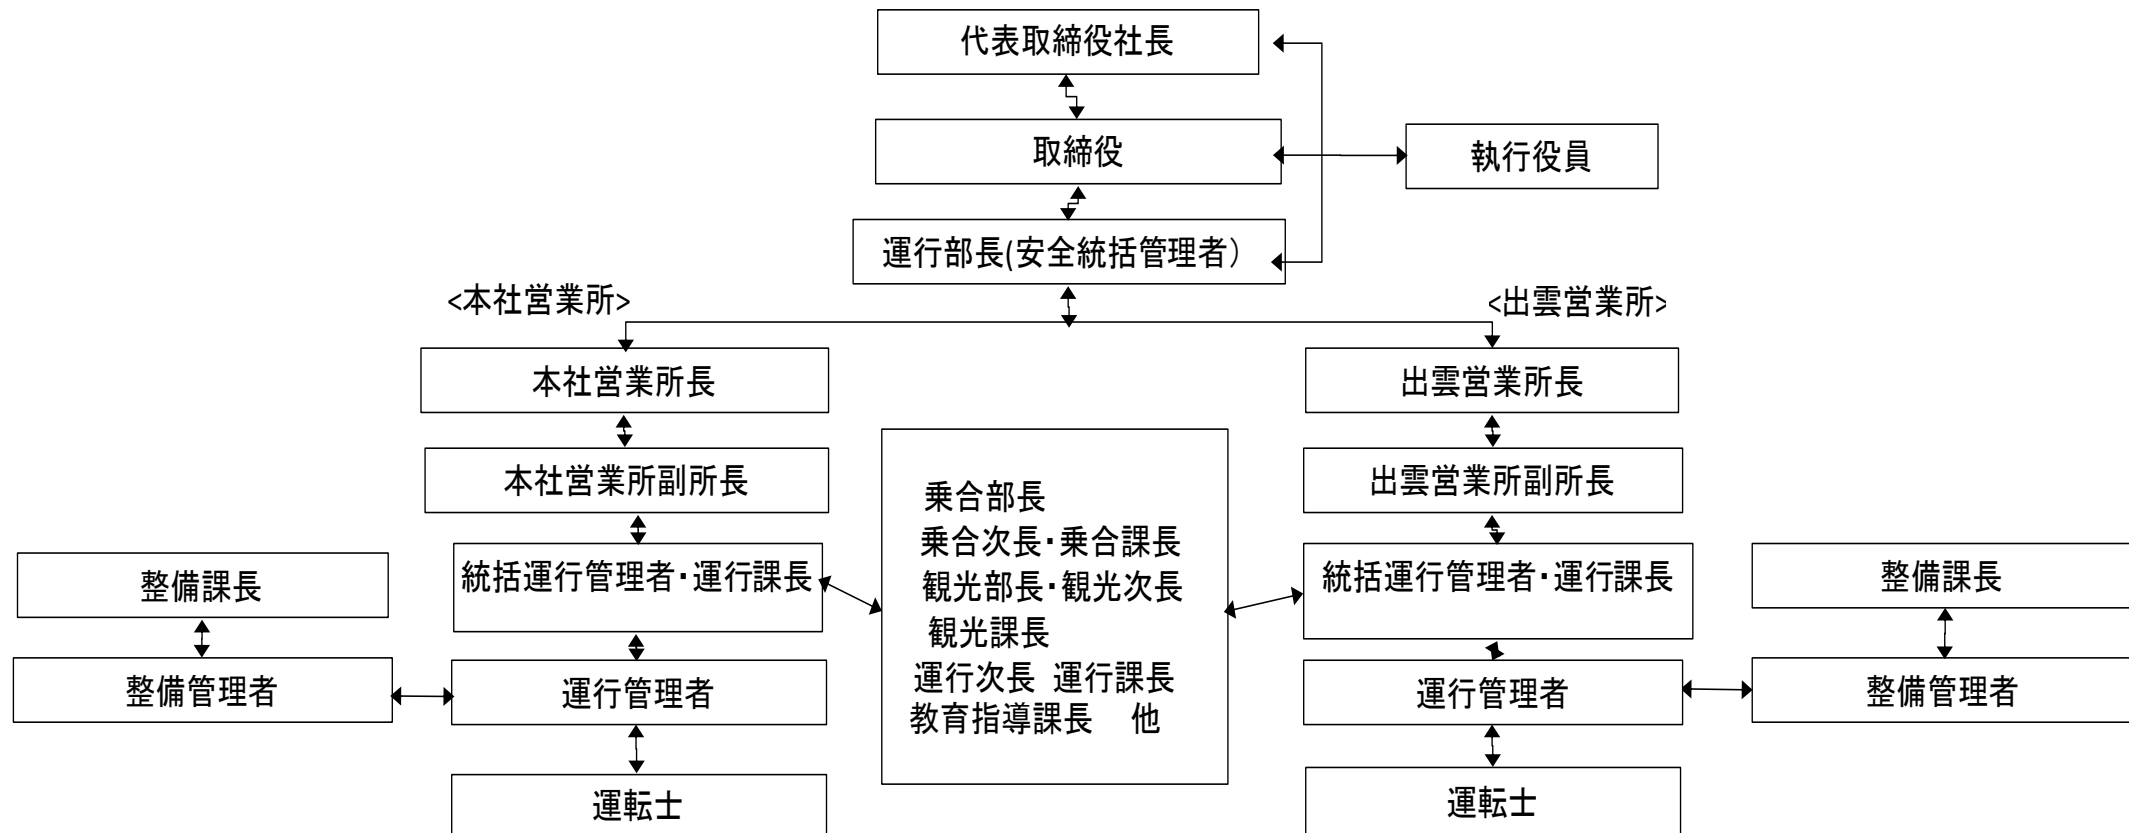 代表取締役社長
取締役
執行役員
運行部長(安全統括管理者）
<本社営業所>
<出雲営業所>
本社営業所長
出雲営業所長
本社営業所副所長
出雲営業所副所長
乗合部長
乗合次長・乗合課長
観光部長・観光次長
観光課長
運行次長 運行課長
教育指導課長 他
整備課長
統括運行管理者・運行課長
統括運行管理者・運行課長
整備課長
整備管理者
運行管理者
運行管理者
整備管理者
運転士
運転士